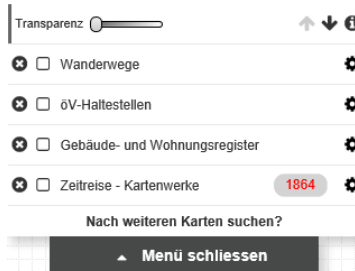 Transparenz
Wanderwege
öV-Haltestellen
Gebäude- und Wohnungsregister
Zeitreise - Kartenwerke 1864
Nach weiteren Karten suchen?
Menü schliessen